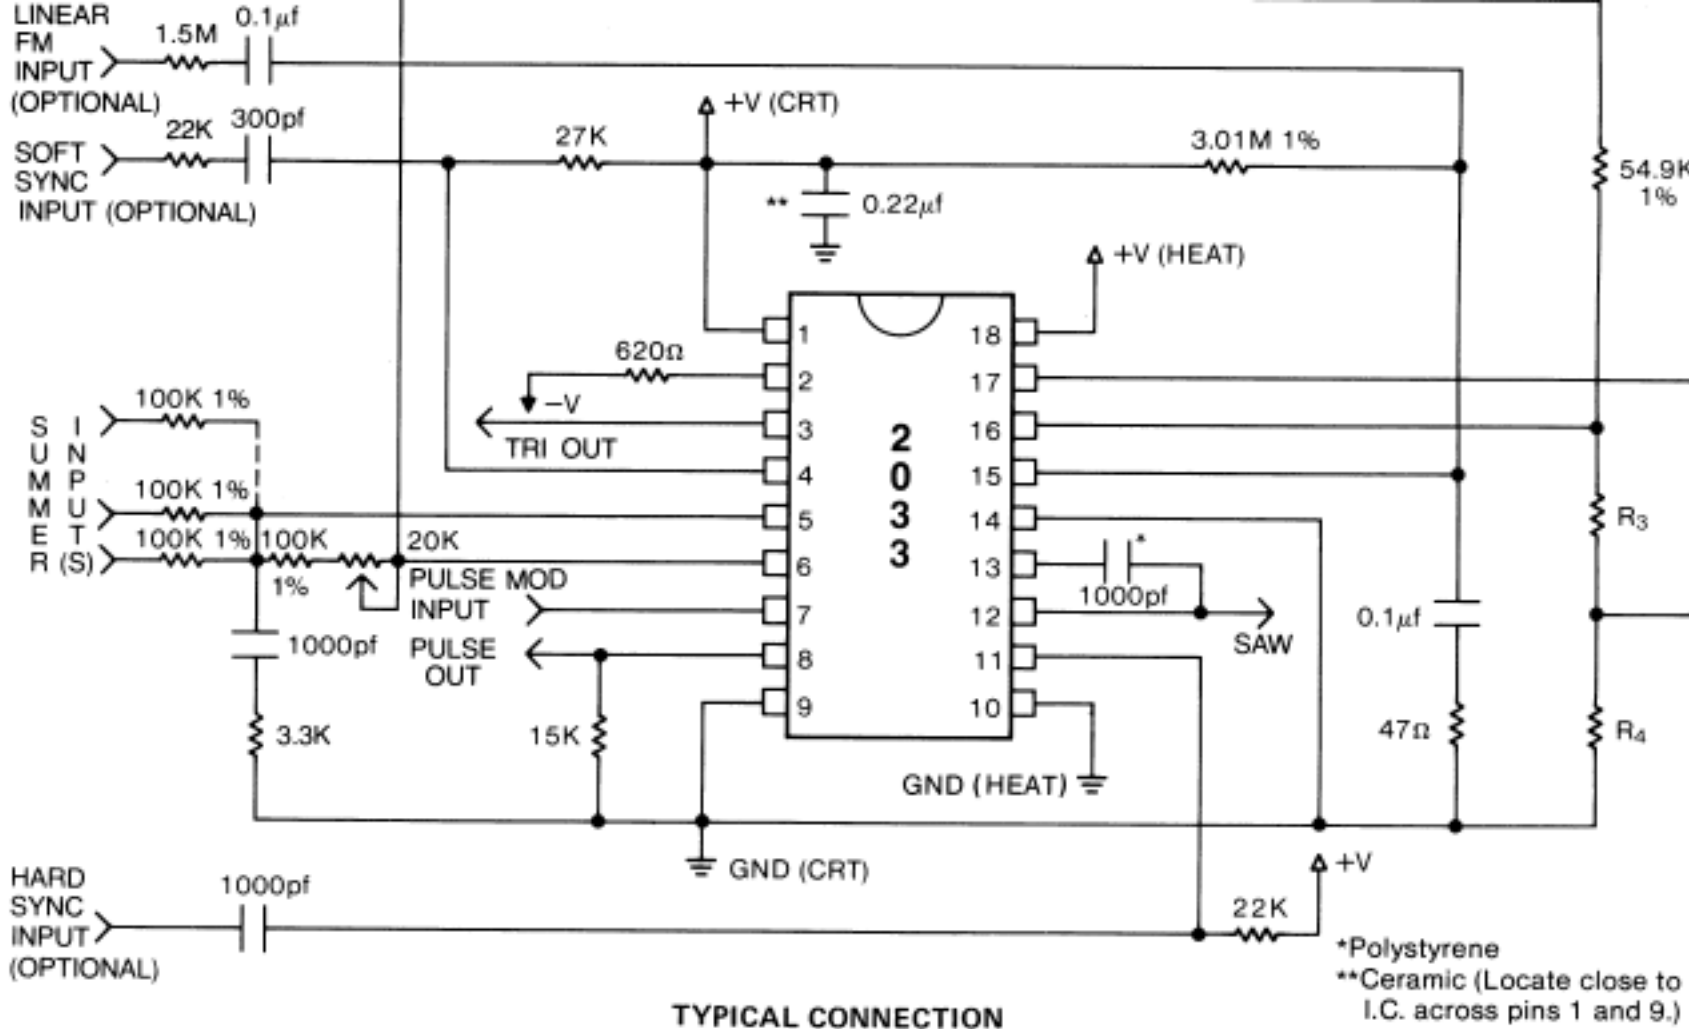 LINEAR
FM
INPUT
(OPTIONAL)
1.5M
0.1μf
SOFT
SYNC
INPUT (OPTIONAL)
22K
300pf
27K
+V (CRT)
3.01M 1%
54.9K
1%
**
0.22μf
+V (HEAT)
620Ω
−V
TRI OUT
SUMMER
INPUT
(S)
100K 1%
100K 1%
100K 1%
100K
1%
20K
PULSE MOD
INPUT
PULSE
OUT
1000pf
3.3K
15K
1
2
3
4
5
6
7
8
9
2033
18
17
16
15
14
13
12
11
10
*
1000pf
SAW
0.1μf
47Ω
R3
R4
GND (HEAT)
GND (CRT)
HARD
SYNC
INPUT
(OPTIONAL)
1000pf
22K
+V
*Polystyrene
**Ceramic (Locate close to
I.C. across pins 1 and 9.)
TYPICAL CONNECTION